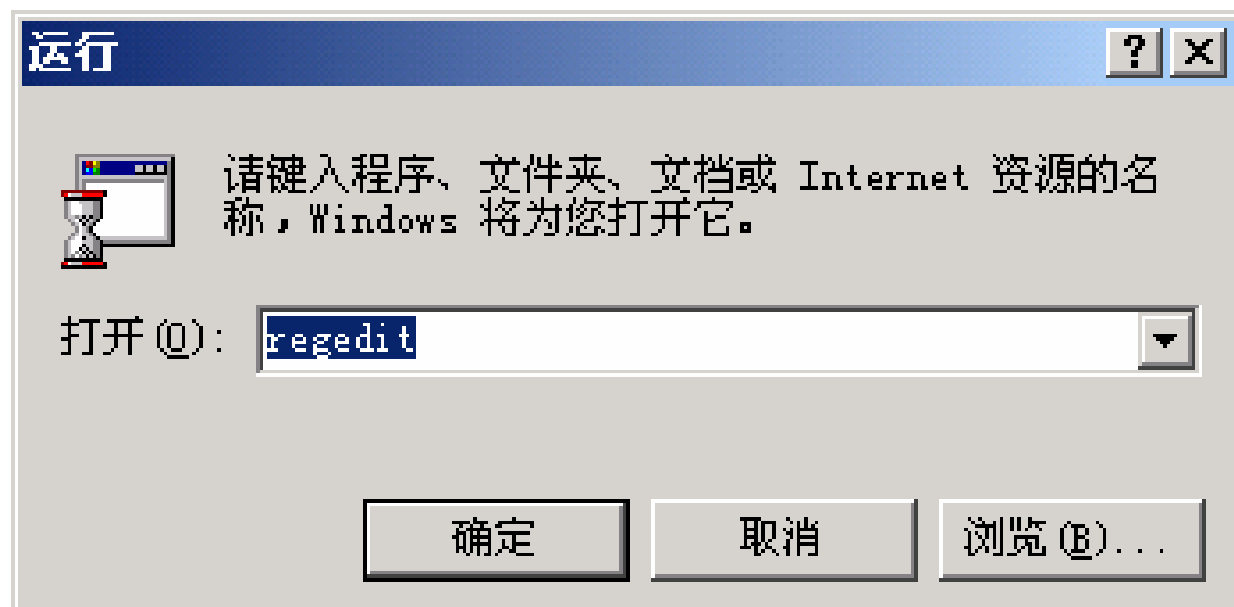 运行
请键入程序、文件夹、文档或 Internet 资源的名
称，Windows 将为您打开它。
打开(O): regedit
确定 取消 浏览(B)...